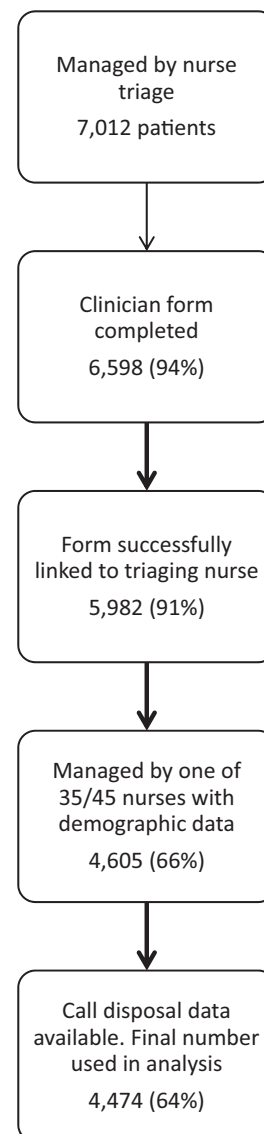 Managed by nurse
triage
7,012 patients
Clinician form
completed
6,598 (94%)
Form successfully
linked to triaging nurse
5,982 (91%)
Managed by one of
35/45 nurses with
demographic data
4,605 (66%)
Call disposal data
available. Final number
used in analysis
4,474 (64%)